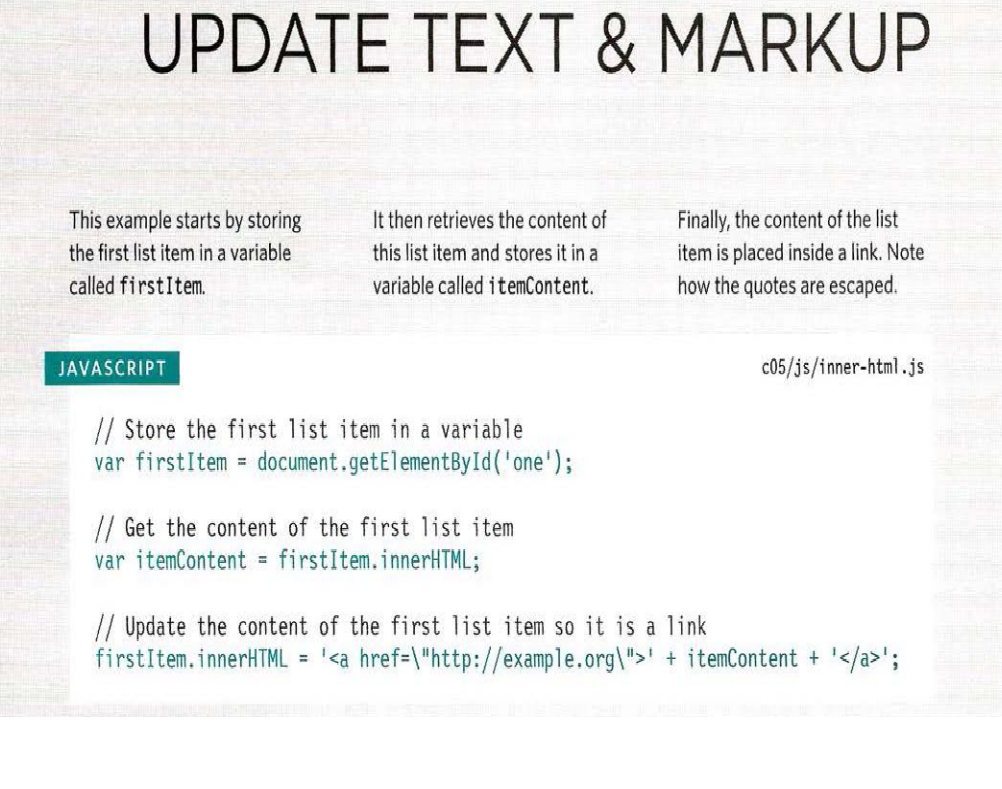 UPDATE TEXT & MARKUP
This example starts by storing
the first list item in a variable
called firstItem.
It then retrieves the content of
this list item and stores it in a
variable called itemContent.
Finally, the content of the list
item is placed inside a link. Note
how the quotes are escaped.
JAVASCRIPT
c05/js/inner-html.js
// Store the first list item in a variable
var firstItem = document.getElementById('one');
// Get the content of the first list item
var itemContent = firstItem.innerHTML;
// Update the content of the first list item so it is a link
firstItem.innerHTML = '<a href=\"http://example.org\">' + itemContent + '</a>';